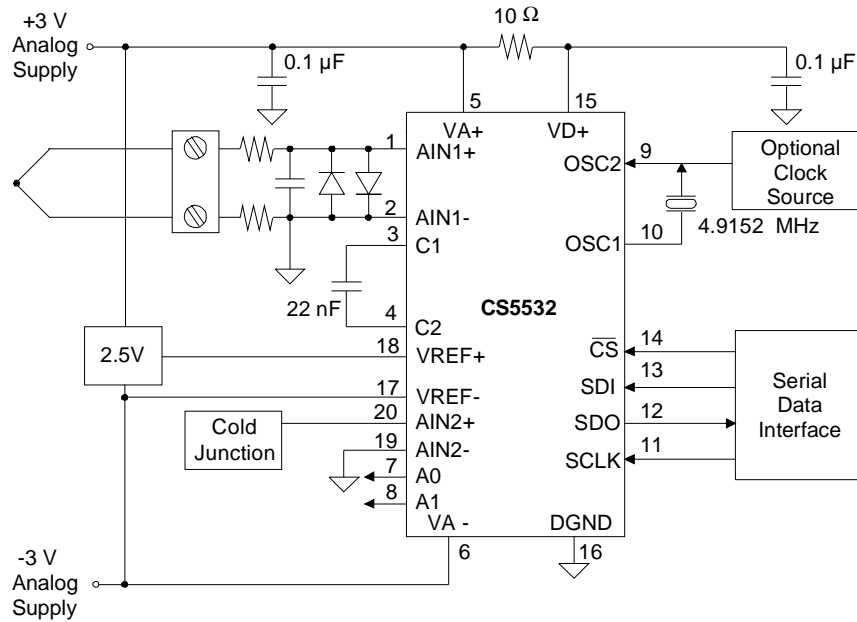 +3 V
Analog
Supply
10 Ω
0.1 µF
0.1 µF
5
15
VA+
VD+
1
AIN1+
2
AIN1-
3
C1
22 nF
4
C2
CS5532
OSC2
9
Optional
Clock
Source
4.9152 MHz
OSC1
10
2.5V
18
VREF+
17
VREF-
20
AIN2+
Cold
Junction
19
AIN2-
7
A0
8
A1
CS
14
SDI
13
SDO
12
SCLK
11
Serial
Data
Interface
VA -
DGND
6
16
-3 V
Analog
Supply